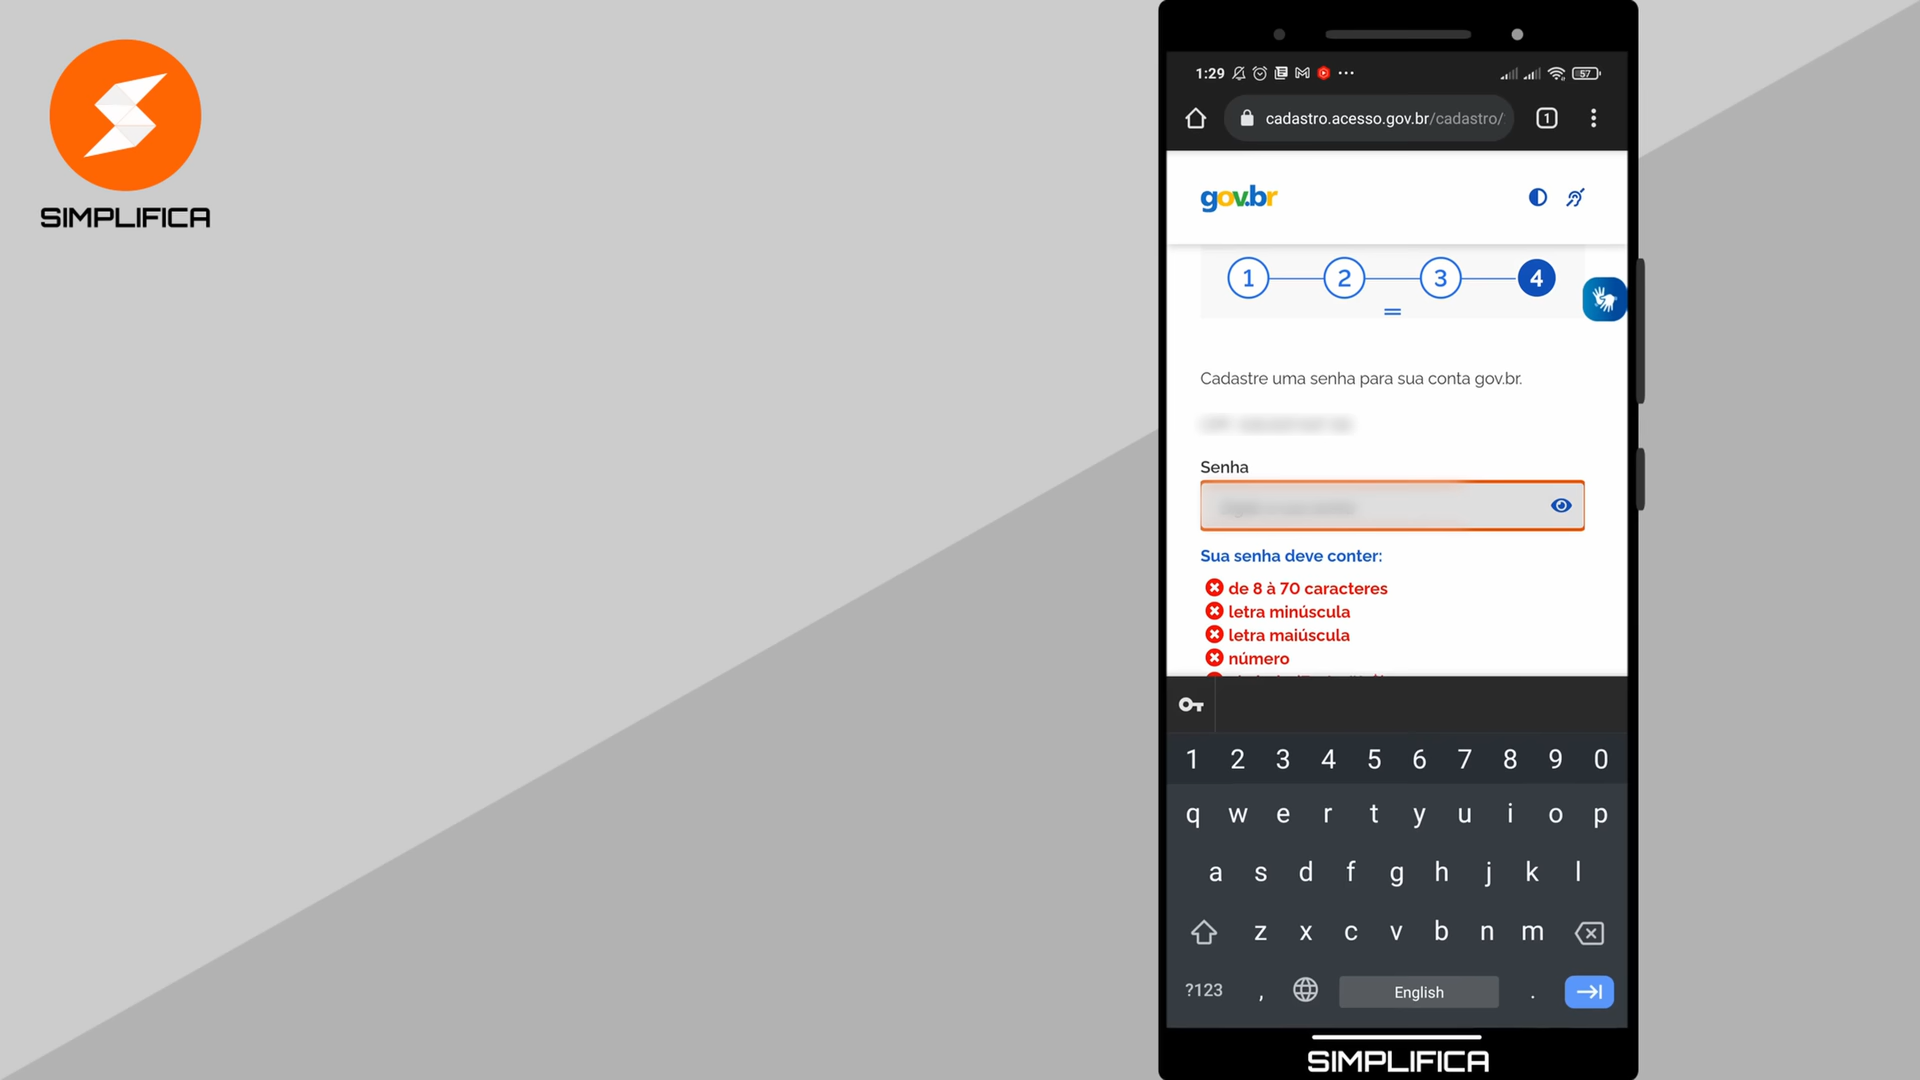 SIMPLIFICA
1:29
57
cadastro.acesso.gov.br/cadastro/
1
gov.br
1 2 3 4
Cadastre uma senha para sua conta gov.br.
Senha
Sua senha deve conter:
de 8 à 70 caracteres
letra minúscula
letra maiúscula
número
1 2 3 4 5 6 7 8 9 0
q w e r t y u i o p
a s d f g h j k l
z x c v b n m
?123 , English .
SIMPLIFICA